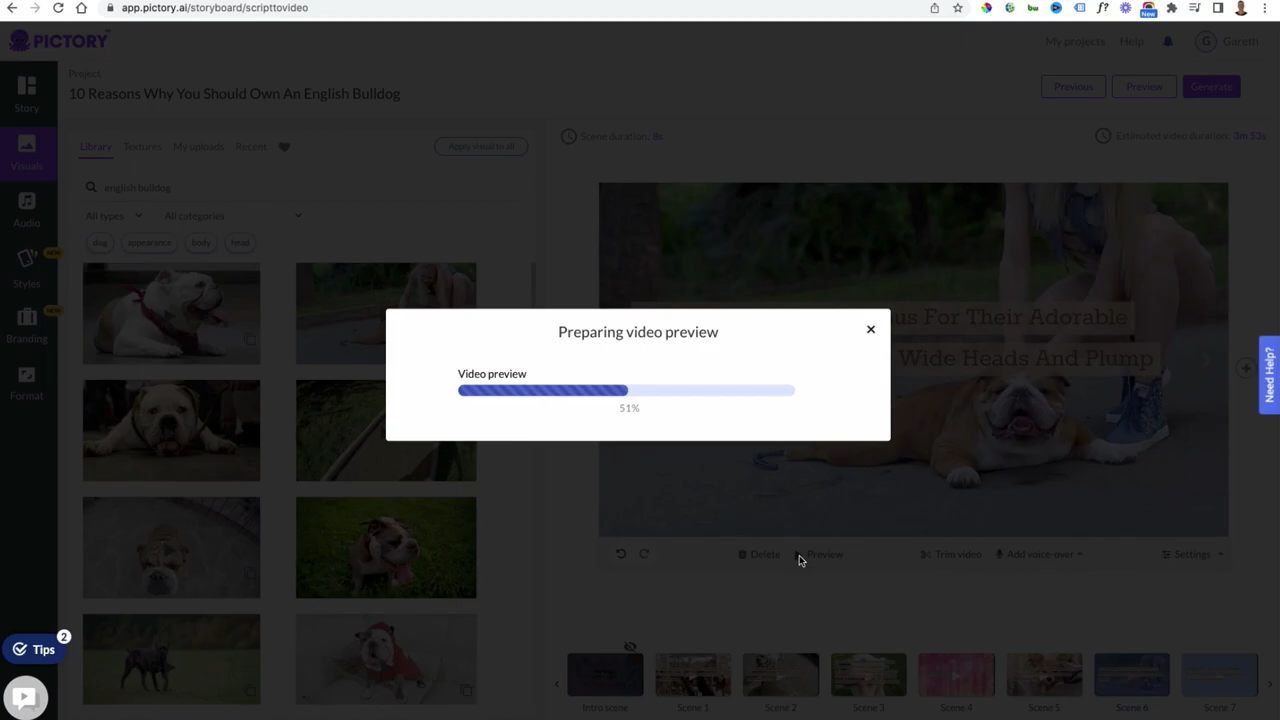 app.pictory.ai/storyboard/scripttovideo
New
PICTORY
My projects
Help
G
Gareth
Project
10 Reasons Why You Should Own An English Bulldog
Previous
Preview
Generate
Story
Visuals
Audio
Styles
NEW
Branding
NEW
Format
Library
Textures
My uploads
Recent
Apply visual to all
english bulldog
All types
All categories
dog
appearance
body
head
Scene duration: 8s
Estimated video duration: 3m 52s
us For Their Adorable
Wide Heads And Plump
Preparing video preview
Video preview
51%
Need Help?
Delete
Preview
Trim video
Add voice-over
Settings
Tips
2
Intro scene
Scene 1
Scene 2
Scene 3
Scene 4
Scene 5
Scene 6
Scene 7